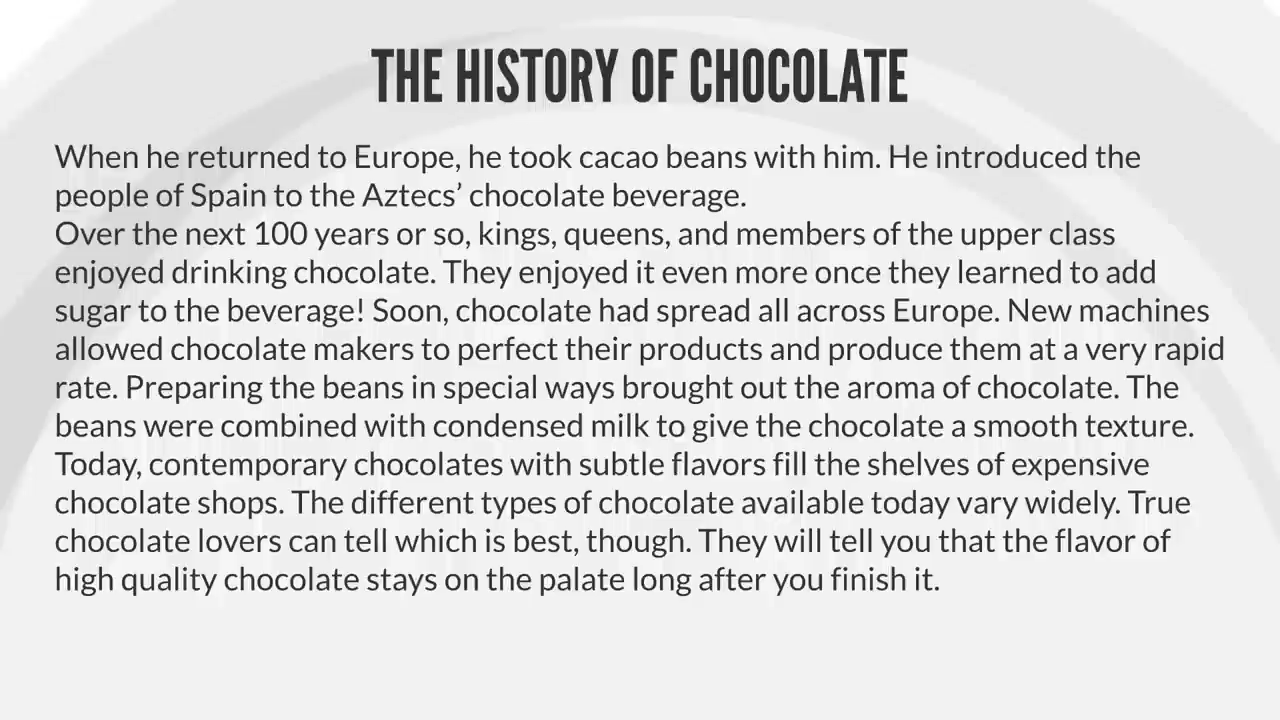 THE HISTORY OF CHOCOLATE
When he returned to Europe, he took cacao beans with him. He introduced the
people of Spain to the Aztecs’ chocolate beverage.
Over the next 100 years or so, kings, queens, and members of the upper class
enjoyed drinking chocolate. They enjoyed it even more once they learned to add
sugar to the beverage! Soon, chocolate had spread all across Europe. New machines
allowed chocolate makers to perfect their products and produce them at a very rapid
rate. Preparing the beans in special ways brought out the aroma of chocolate. The
beans were combined with condensed milk to give the chocolate a smooth texture.
Today, contemporary chocolates with subtle flavors fill the shelves of expensive
chocolate shops. The different types of chocolate available today vary widely. True
chocolate lovers can tell which is best, though. They will tell you that the flavor of
high quality chocolate stays on the palate long after you finish it.